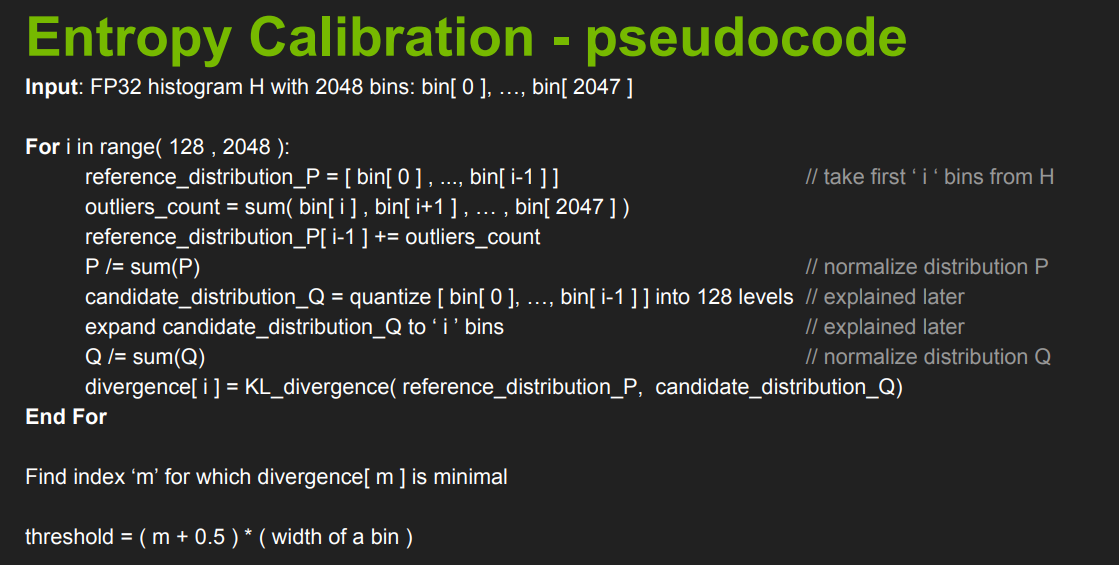 Entropy Calibration - pseudocode
Input: FP32 histogram H with 2048 bins: bin[ 0 ], …, bin[ 2047 ]
For i in range( 128 , 2048 ):
reference_distribution_P = [ bin[ 0 ] , ..., bin[ i-1 ] ] // take first ‘ i ‘ bins from H
outliers_count = sum( bin[ i ] , bin[ i+1 ] , … , bin[ 2047 ] )
reference_distribution_P[ i-1 ] += outliers_count
P /= sum(P) // normalize distribution P
candidate_distribution_Q = quantize [ bin[ 0 ], …, bin[ i-1 ] ] into 128 levels // explained later
expand candidate_distribution_Q to ‘ i ’ bins // explained later
Q /= sum(Q) // normalize distribution Q
divergence[ i ] = KL_divergence( reference_distribution_P, candidate_distribution_Q)
End For
Find index ‘m’ for which divergence[ m ] is minimal
threshold = ( m + 0.5 ) * ( width of a bin )